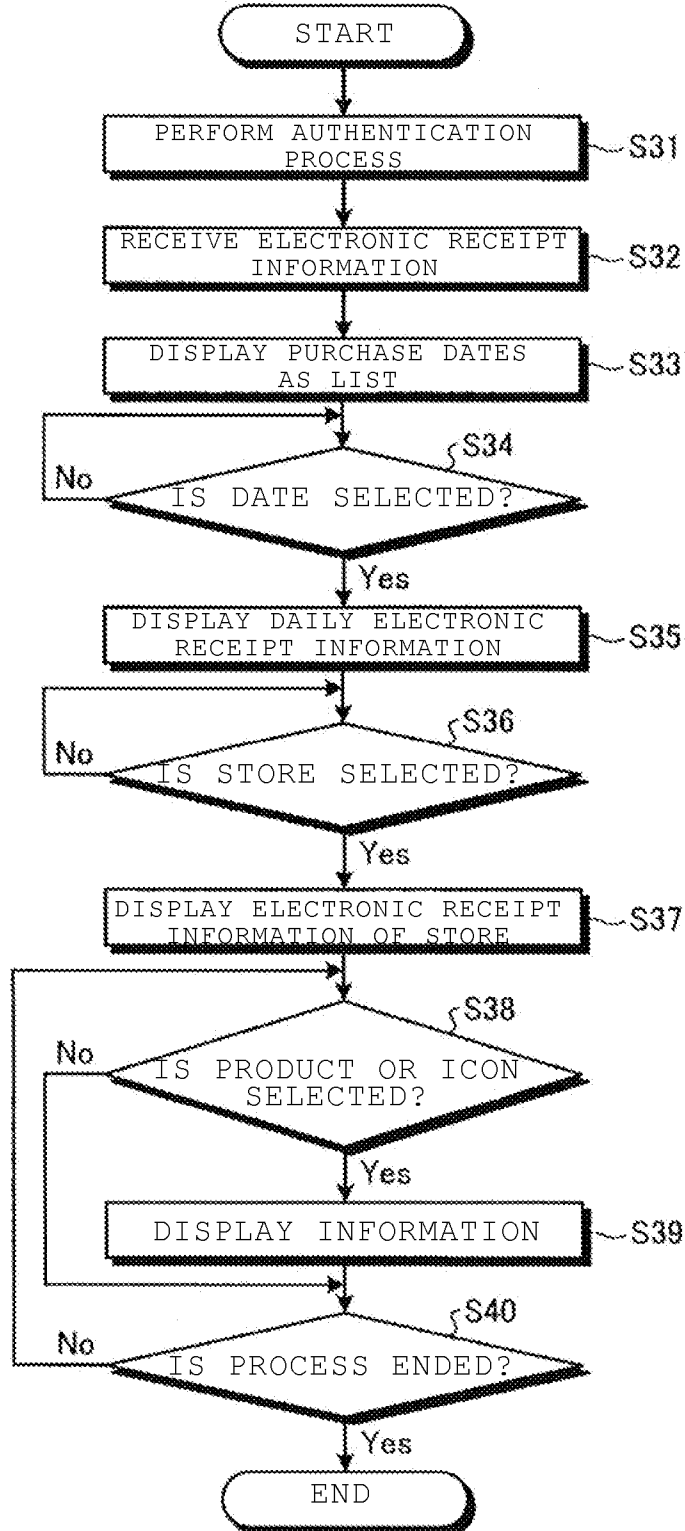 START
PERFORM AUTHENTICATION
PROCESS
S31
RECEIVE ELECTRONIC RECEIPT
INFORMATION
S32
DISPLAY PURCHASE DATES
AS LIST
S33
S34
No
IS DATE SELECTED?
Yes
DISPLAY DAILY ELECTRONIC
RECEIPT INFORMATION
S35
S36
No
IS STORE SELECTED?
Yes
DISPLAY ELECTRONIC RECEIPT
INFORMATION OF STORE
S37
S38
No
IS PRODUCT OR ICON
SELECTED?
Yes
DISPLAY INFORMATION
S39
S40
No
IS PROCESS ENDED?
Yes
END